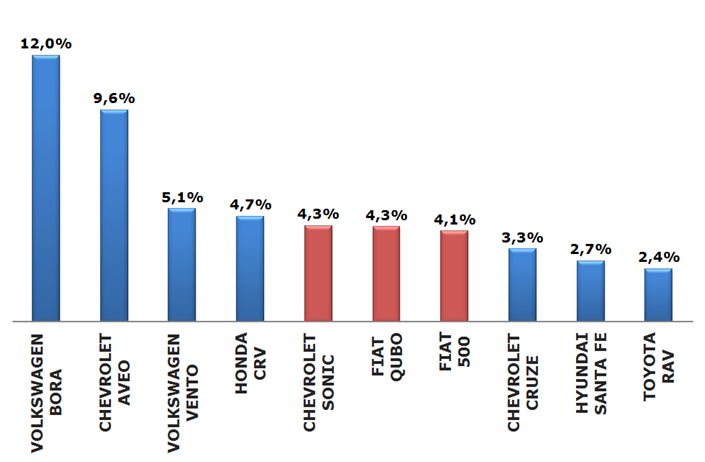 12,0%
9,6%
5,1%
4,7%
4,3%
4,3%
4,1%
3,3%
2,7%
2,4%
VOLKSWAGEN
BORA
CHEVROLET
AVEO
VOLKSWAGEN
VENTO
HONDA
CRV
CHEVROLET
SONIC
FIAT
QUBO
FIAT
500
CHEVROLET
CRUZE
HYUNDAI
SANTA FE
TOYOTA
RAV